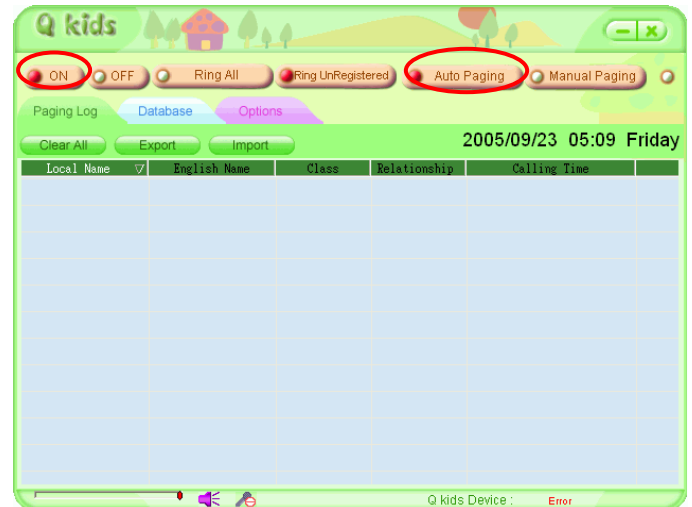 Q kids
ON OFF Ring All Ring UnRegistered Auto Paging Manual Paging
Paging Log Database Options
Clear All Export Import 2005/09/23 05:09 Friday
Local Name English Name Class Relationship Calling Time
Q kids Device : Error